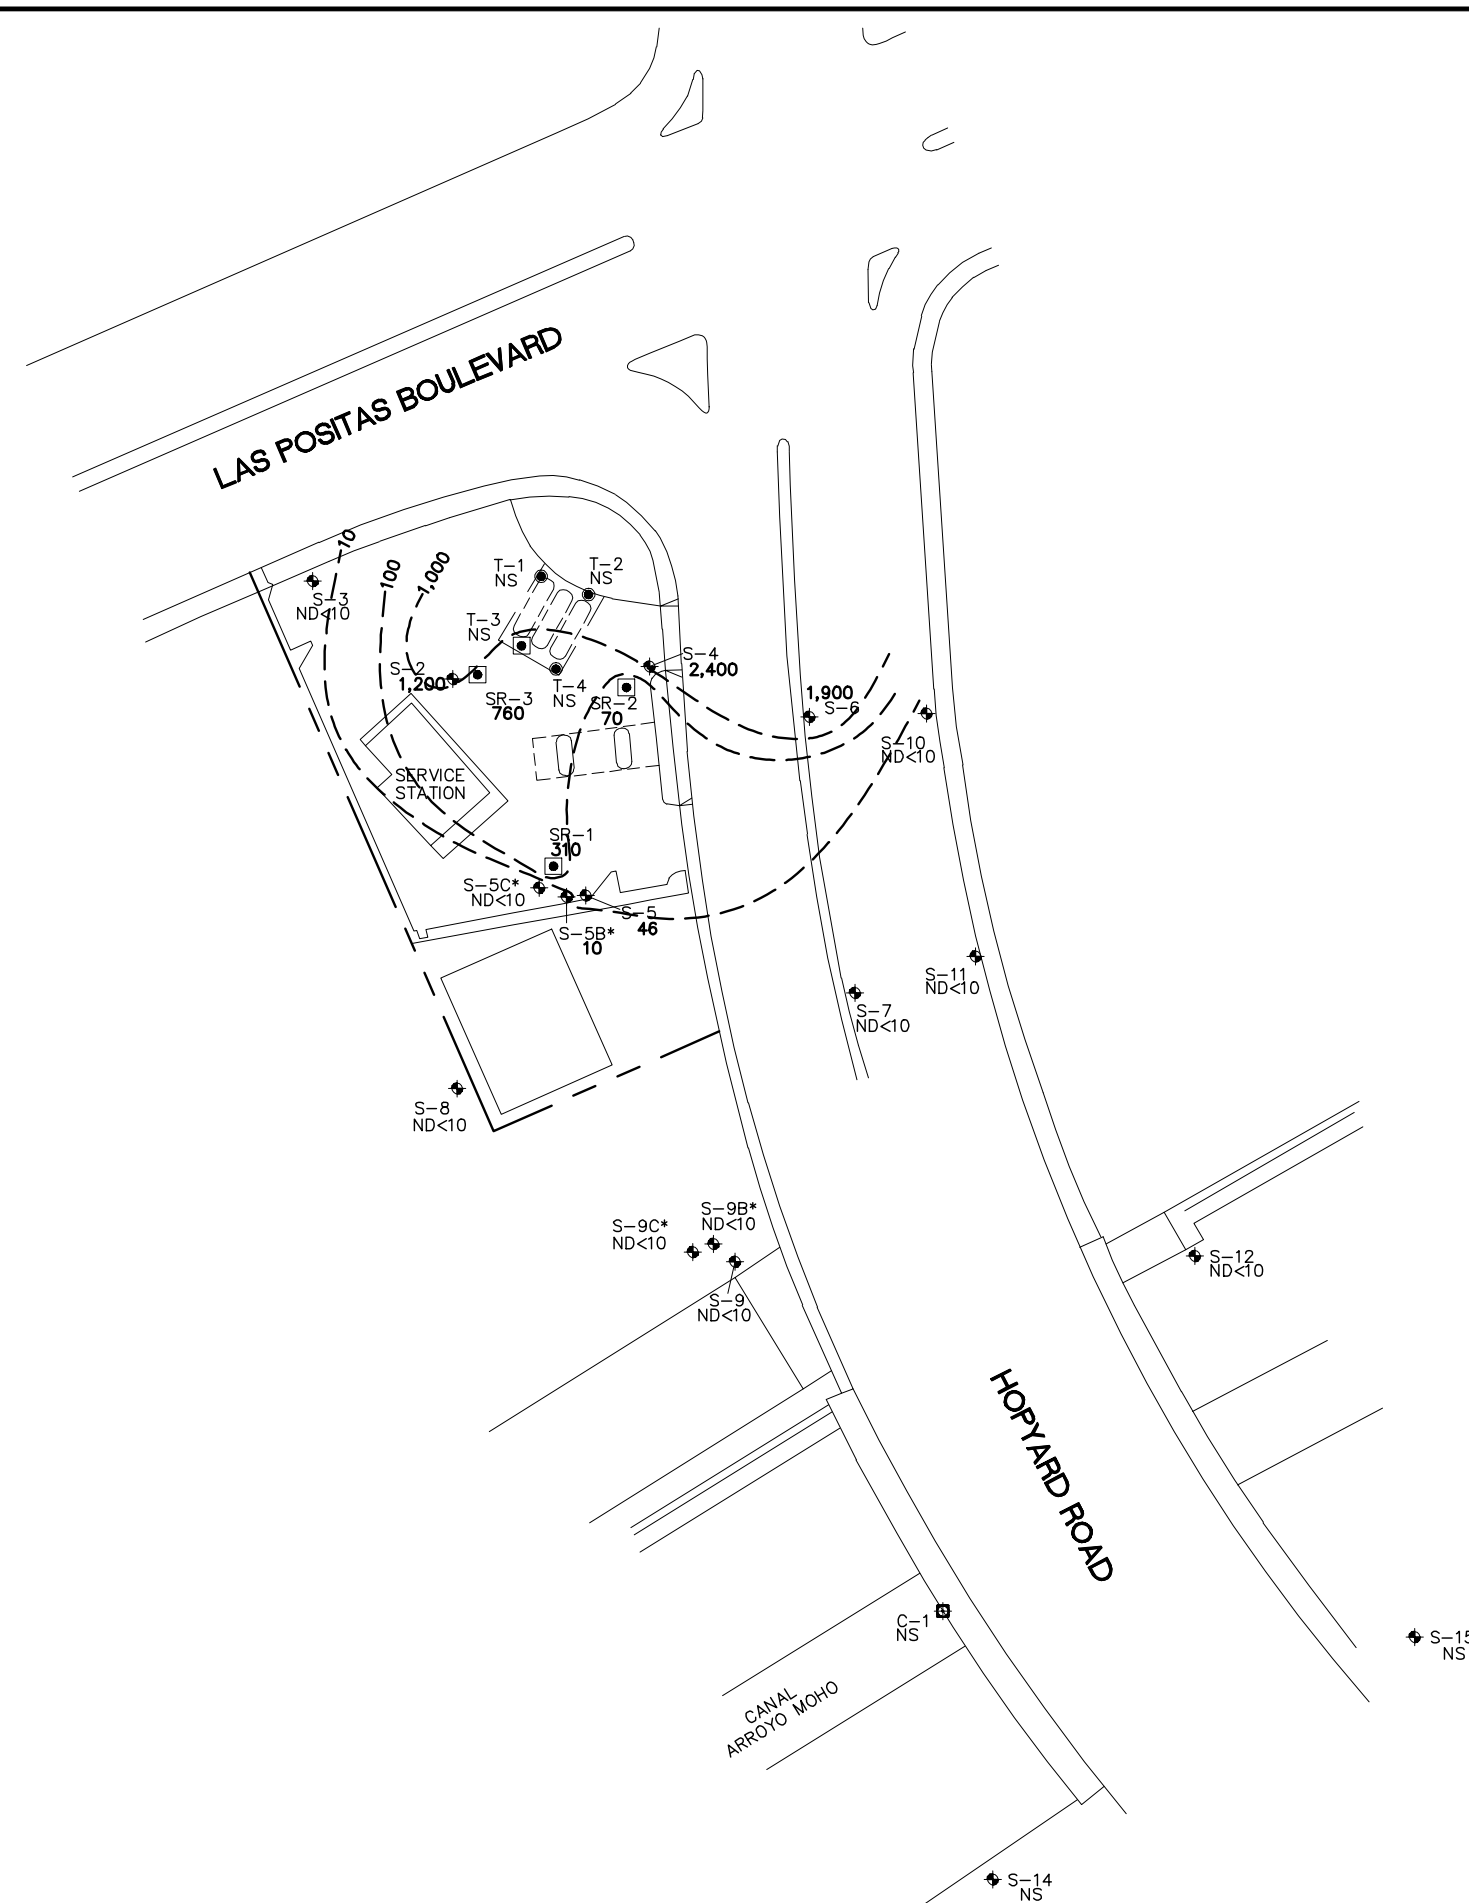 LAS POSITAS BOULEVARD
10
100
1,000
T-1
NS
T-2
NS
S-3
ND<10
T-3
NS
S-4
2,400
S-2
1,200
SR-3
760
T-4
NS
SR-2
70
1,900
S-6
S-10
ND<10
SERVICE
STATION
SR-1
310
S-5C*
ND<10
S-5
46
S-5B*
10
S-11
ND<10
S-7
ND<10
S-8
ND<10
S-9B*
ND<10
S-9C*
ND<10
S-9
ND<10
S-12
ND<10
HOPYARD ROAD
C-1
NS
S-15
NS
CANAL
ARROYO MOHO
S-14
NS